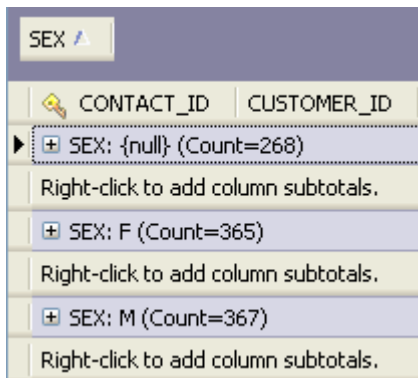 SEX
CONTACT_ID CUSTOMER_ID
SEX: {null} (Count=268)
Right-click to add column subtotals.
SEX: F (Count=365)
Right-click to add column subtotals.
SEX: M (Count=367)
Right-click to add column subtotals.